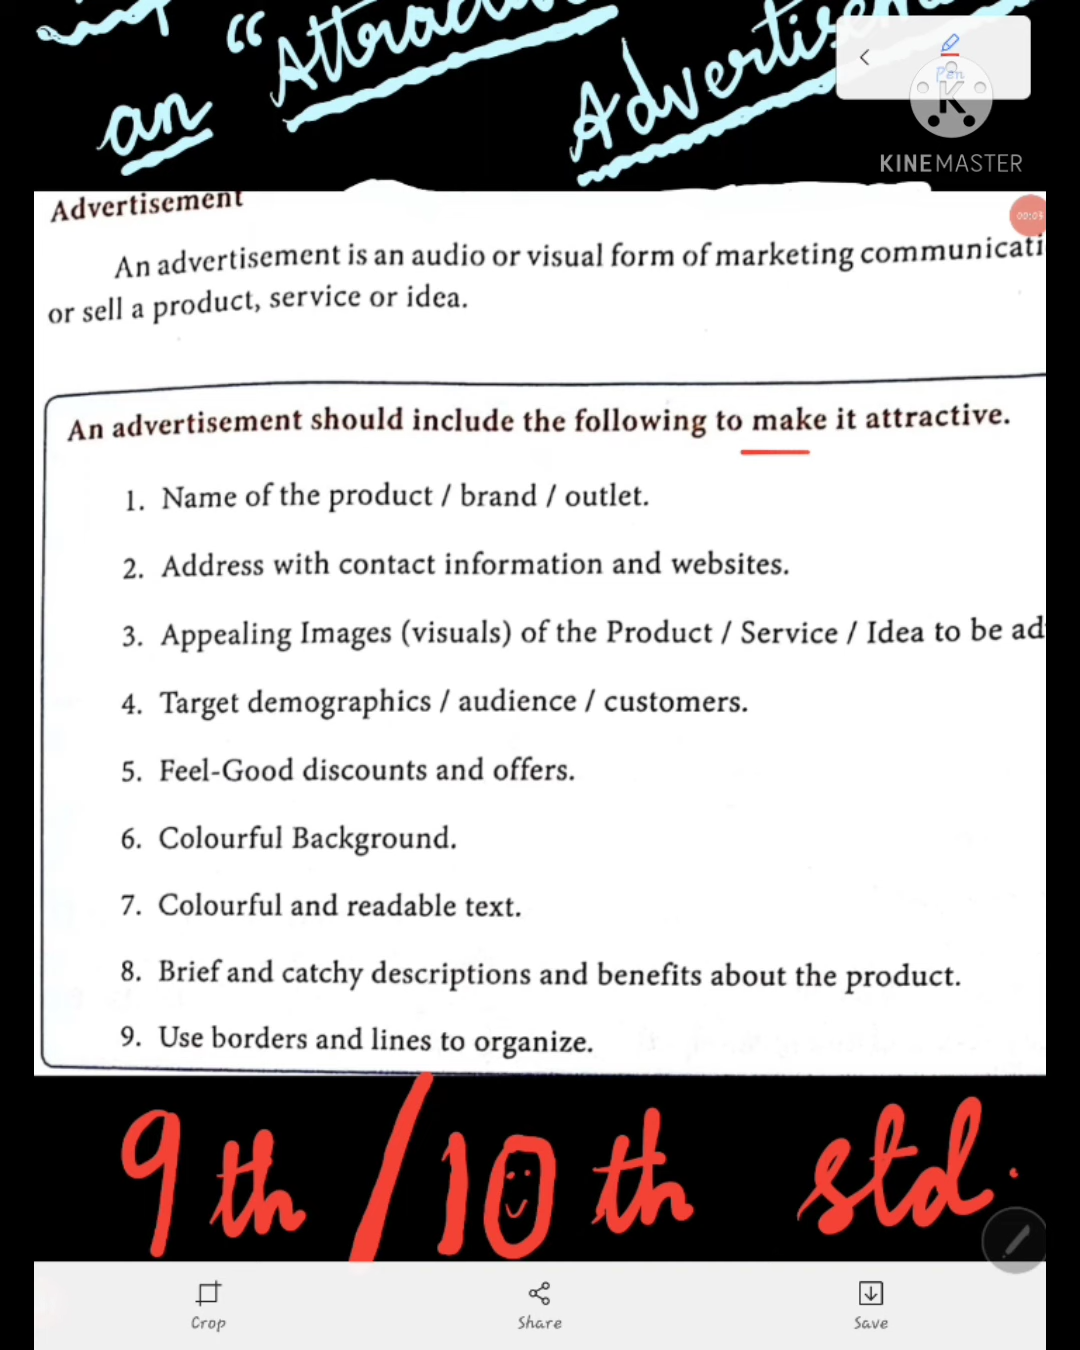 "Attract
an
Advertise
Pen
K
KINEMASTER
Advertisement
An advertisement is an audio or visual form of marketing communicati
or sell a product, service or idea.
An advertisement should include the following to make it attractive.
1. Name of the product / brand / outlet.
2. Address with contact information and websites.
3. Appealing Images (visuals) of the Product / Service / Idea to be ad
4. Target demographics / audience / customers.
5. Feel-Good discounts and offers.
6. Colourful Background.
7. Colourful and readable text.
8. Brief and catchy descriptions and benefits about the product.
9. Use borders and lines to organize.
9th/10th std.
Crop
Share
Save